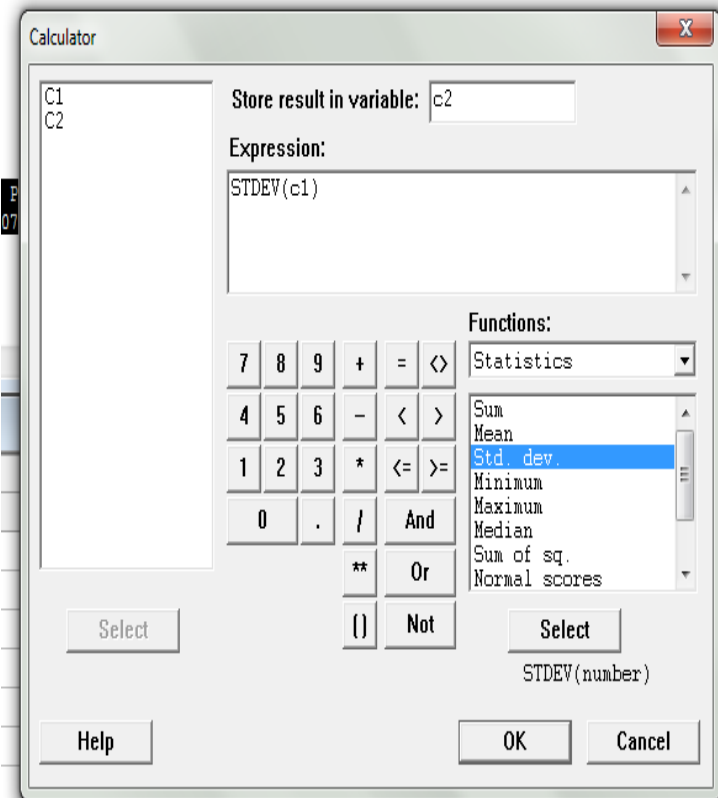 Calculator
X
C1
C2
Store result in variable: c2
Expression:
STDEV(c1)
P
07
Functions:
7 8 9 + = <> Statistics
4 5 6 - < >
1 2 3 * <= >=
0 . / And
** Or
() Not
Sum
Mean
Std. dev.
Minimum
Maximum
Median
Sum of sq.
Normal scores
Select
Select
STDEV(number)
Help
OK
Cancel